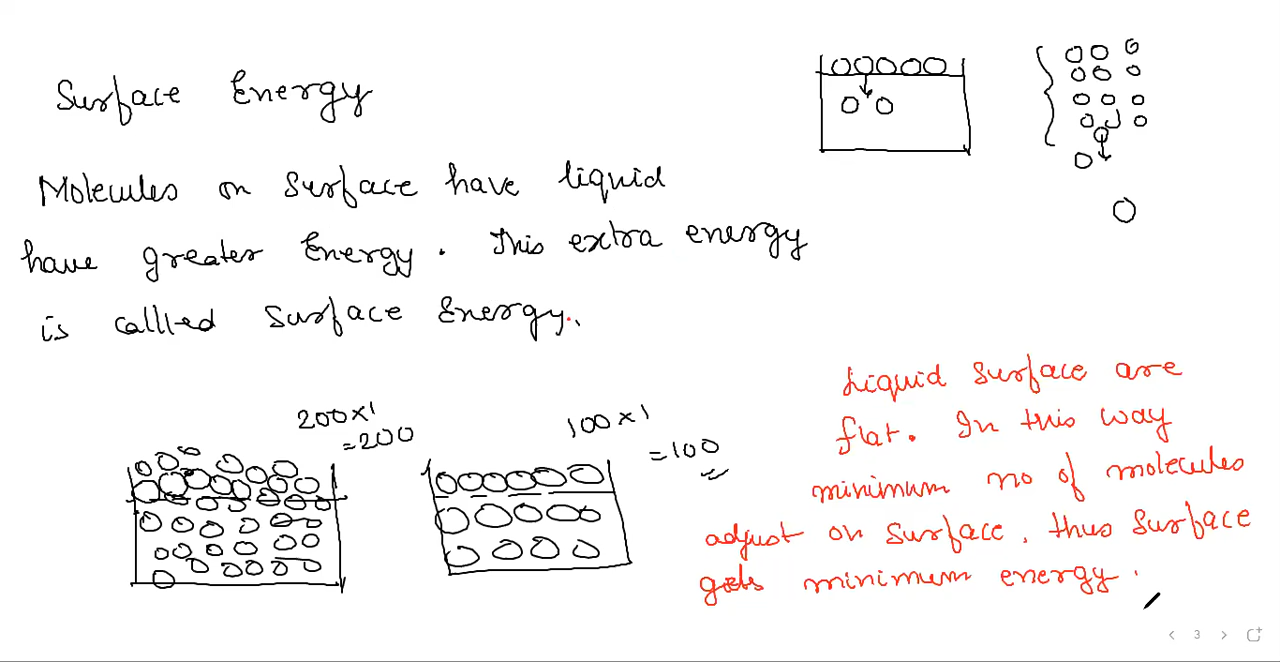 Surface Energy
Molecules on Surface have liquid
have greater Energy. This extra energy
is callled Surface Energy.
200×1
=200
100×1
=100
Liquid Surface are
flat. In this way
minimum no of molecules
adjust on Surface, thus Surface
gets minimum energy.
3